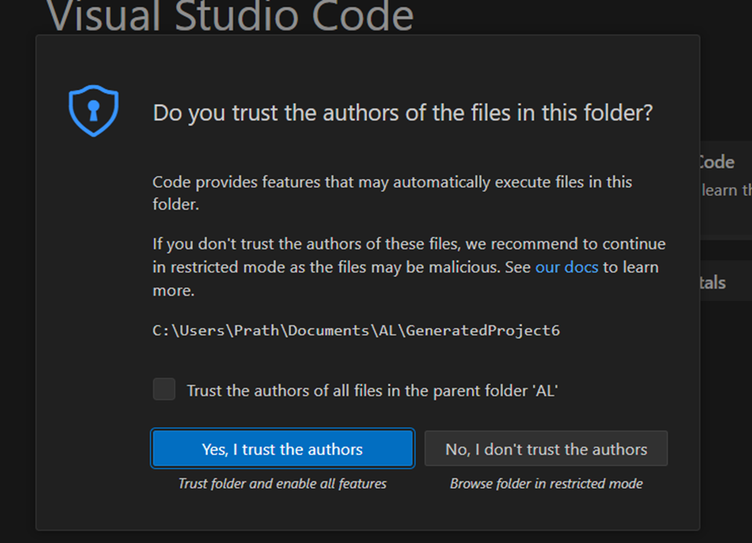 Visual Studio Code
Do you trust the authors of the files in this folder?
Code
Code provides features that may automatically execute files in this
learn
folder.
If you don't trust the authors of these files, we recommend to continue
in restricted mode as the files may be malicious. See our docs to learn
more.
C:\Users\Prath\Documents\AL\GeneratedProject6
Trust the authors of all files in the parent folder 'AL'
Yes, I trust the authors
No, I don't trust the authors
Trust folder and enable all features
Browse folder in restricted mode